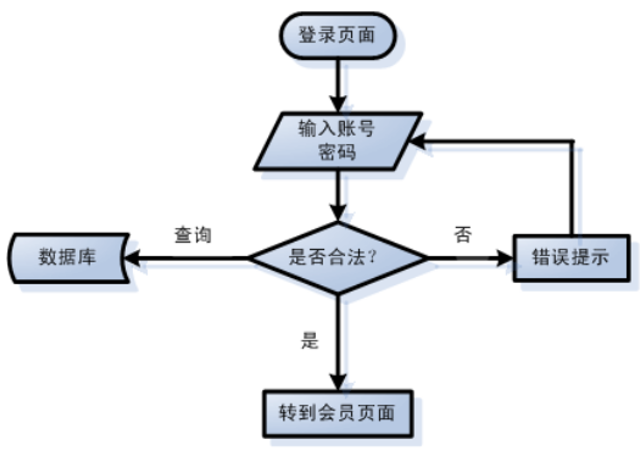 登录页面
输入账号
密码
查询
否
数据库
是否合法？
错误提示
是
转到会员页面